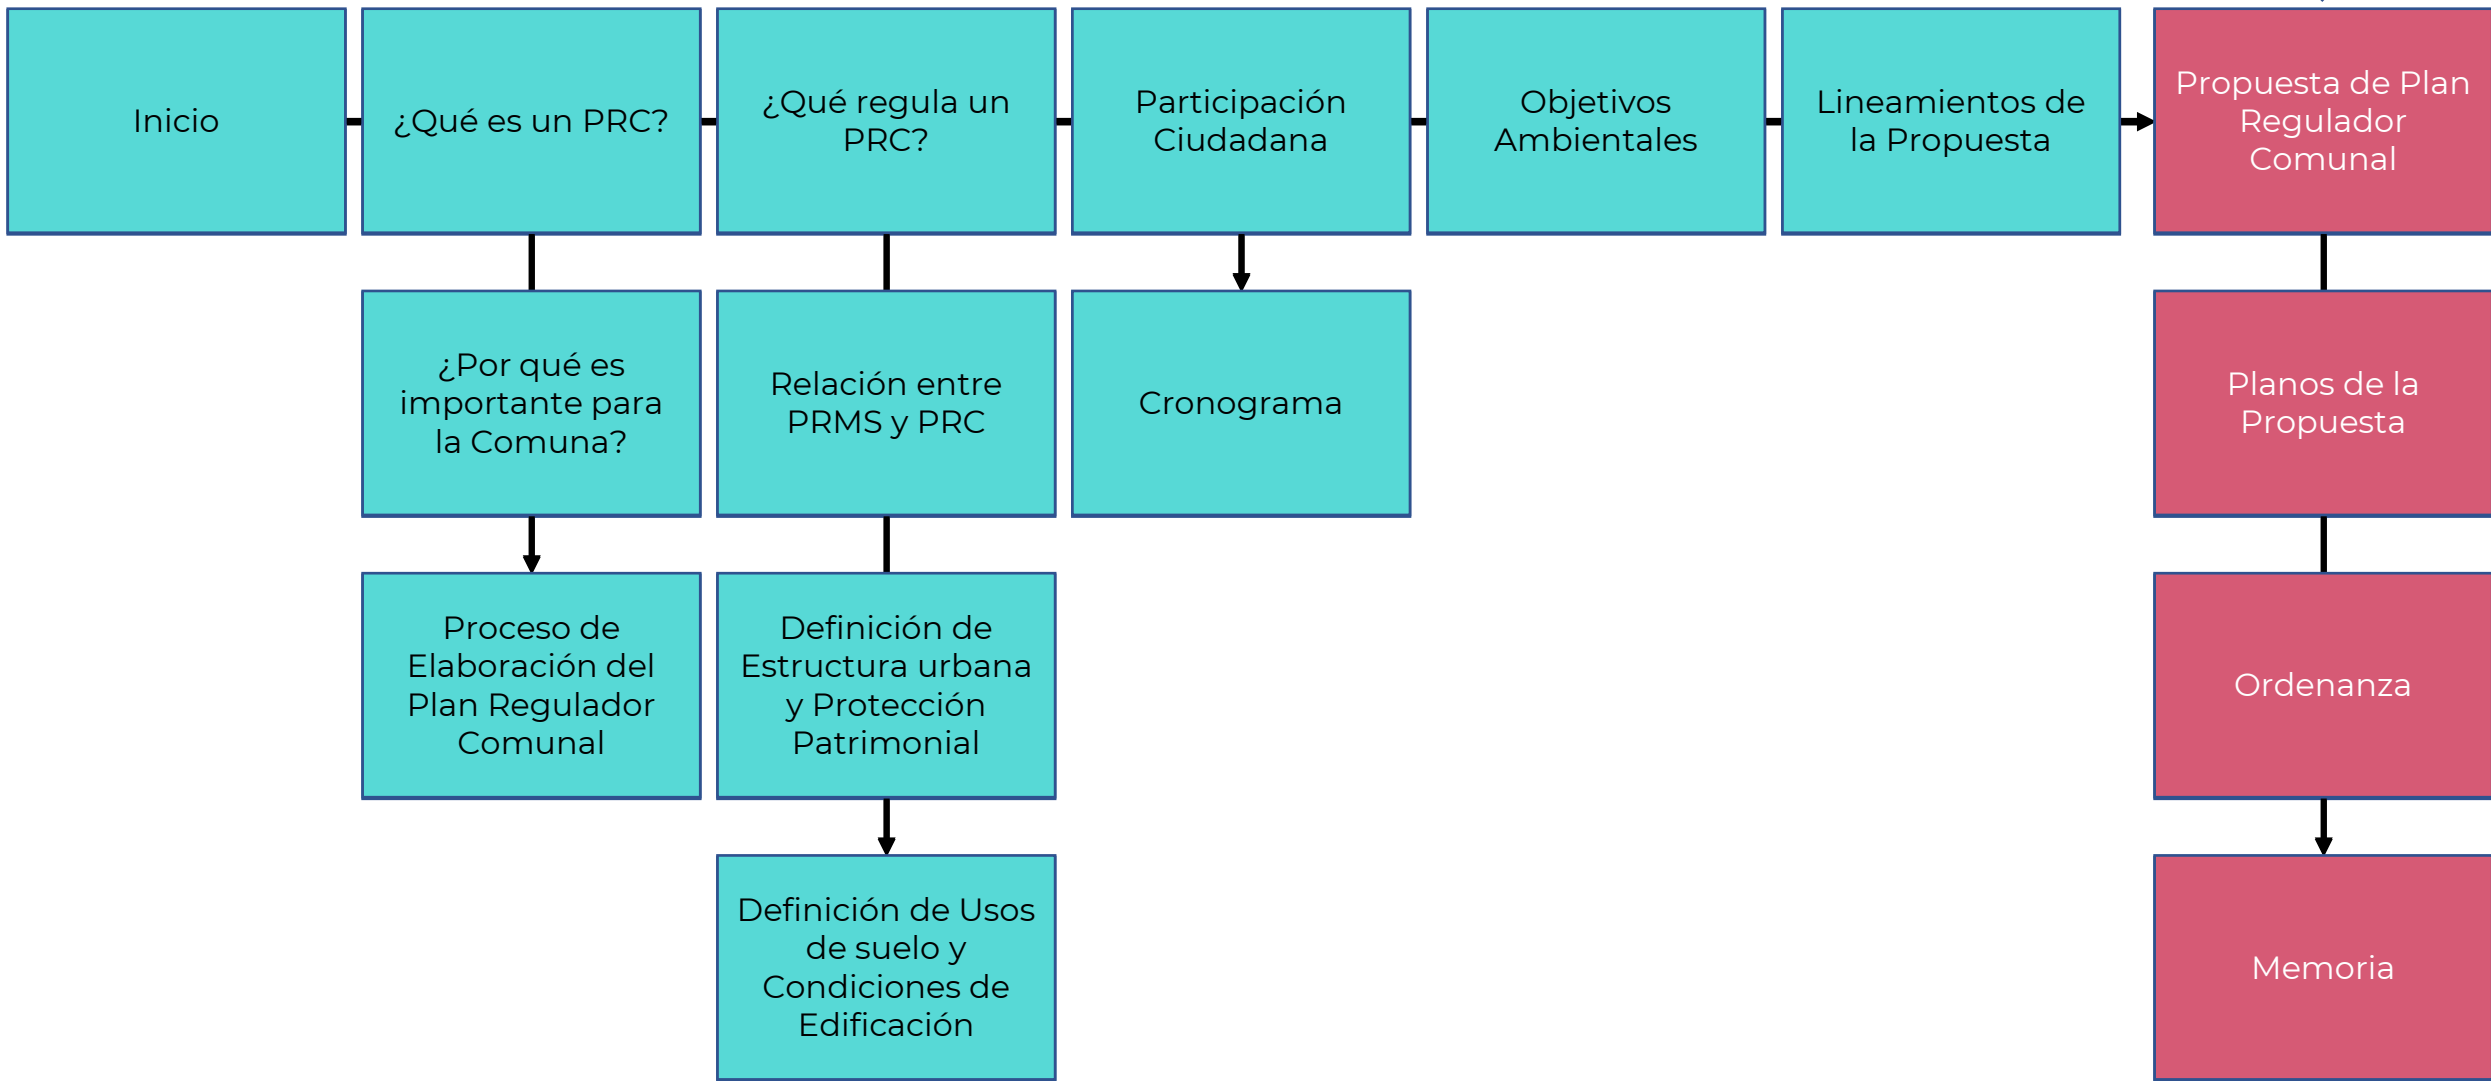 Inicio
¿Qué es un PRC?
¿Qué regula un
PRC?
Participación
Ciudadana
Objetivos
Ambientales
Lineamientos de
la Propuesta
Propuesta de Plan
Regulador
Comunal
¿Por qué es
importante para
la Comuna?
Relación entre
PRMS y PRC
Cronograma
Planos de la
Propuesta
Proceso de
Elaboración del
Plan Regulador
Comunal
Definición de
Estructura urbana
y Protección
Patrimonial
Ordenanza
Definición de Usos
de suelo y
Condiciones de
Edificación
Memoria